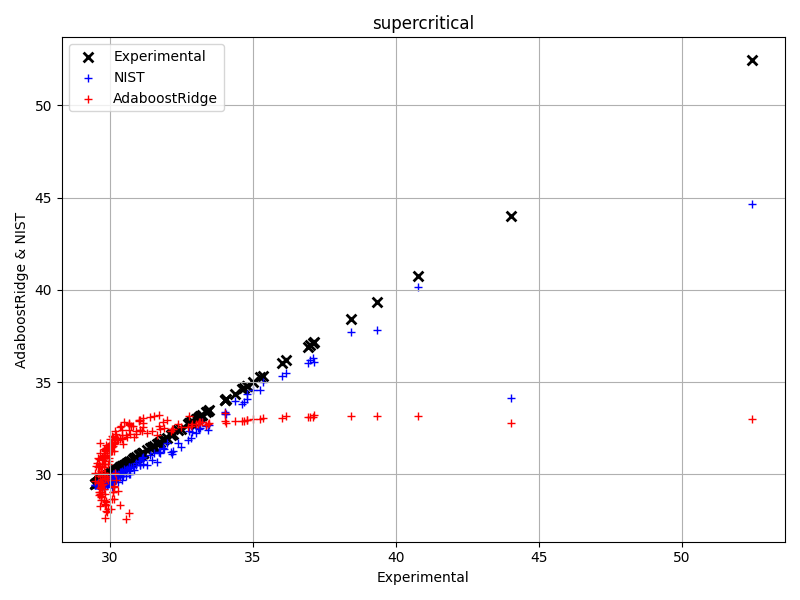 supercritical
Experimental
NIST
AdaboostRidge
AdaboostRidge & NIST
50
45
40
35
30
30
35
40
45
50
Experimental